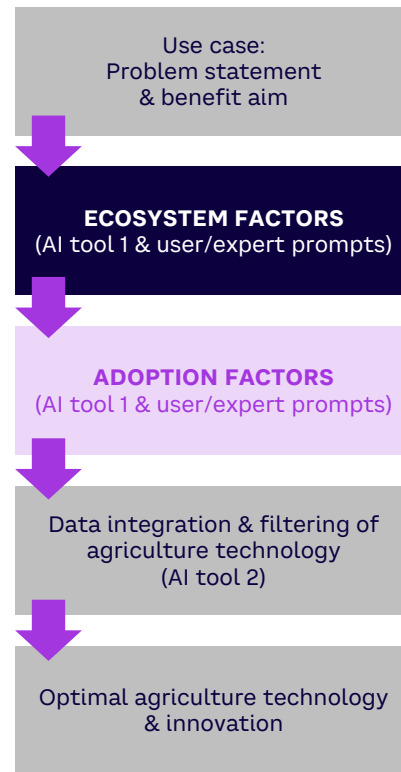 Use case:
Problem statement
& benefit aim
ECOSYSTEM FACTORS
(AI tool 1 & user/expert prompts)
ADOPTION FACTORS
(AI tool 1 & user/expert prompts)
Data integration & filtering of
agriculture technology
(AI tool 2)
Optimal agriculture technology
& innovation